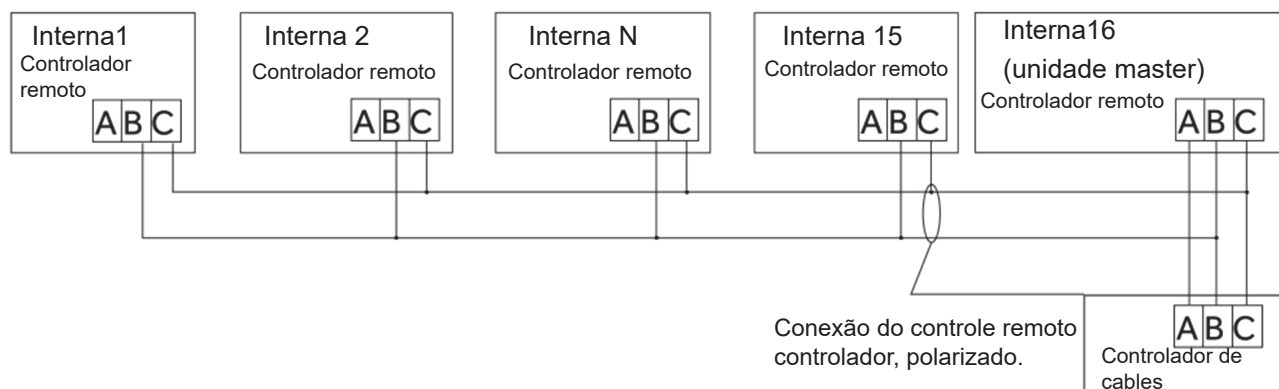 Interna1
Controlador
remoto
A B C
Interna 2
Controlador remoto
A B C
Interna N
Controlador remoto
A B C
Interna 15
Controlador remoto
A B C
Interna16
(unidade master)
Controlador remoto
A B C
Conexão do controle remoto
controlador, polarizado.
A B C
Controlador de
cables